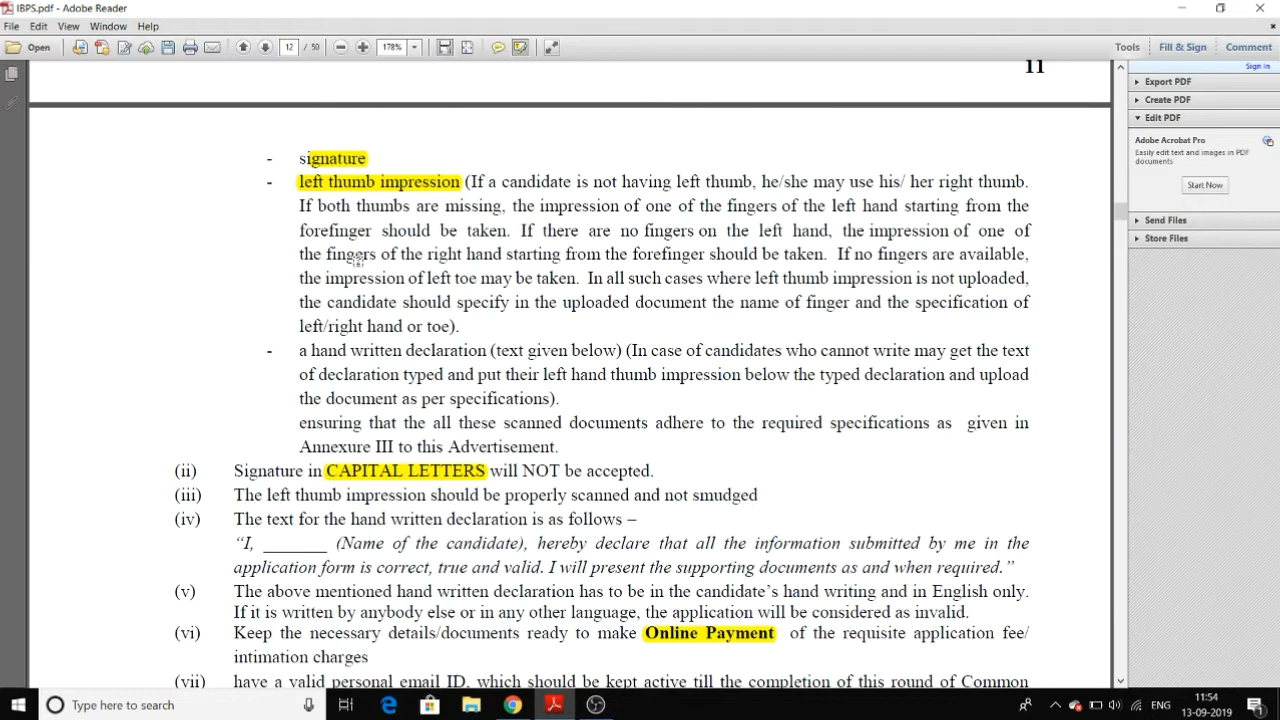 IBPS.pdf - Adobe Reader
File Edit View Window Help
Open 12 / 50 178% Tools Fill & Sign Comment
Sign In
Export PDF
Create PDF
Edit PDF
Adobe Acrobat Pro
Easily edit text and images in PDF
documents
Start Now
Send Files
Store Files
11
- signature
- left thumb impression (If a candidate is not having left thumb, he/she may use his/ her right thumb.
If both thumbs are missing, the impression of one of the fingers of the left hand starting from the
forefinger should be taken. If there are no fingers on the left hand, the impression of one of
the fingers of the right hand starting from the forefinger should be taken. If no fingers are available,
the impression of left toe may be taken. In all such cases where left thumb impression is not uploaded,
the candidate should specify in the uploaded document the name of finger and the specification of
left/right hand or toe).
- a hand written declaration (text given below) (In case of candidates who cannot write may get the text
of declaration typed and put their left hand thumb impression below the typed declaration and upload
the document as per specifications).
ensuring that the all these scanned documents adhere to the required specifications as given in
Annexure III to this Advertisement.
(ii) Signature in CAPITAL LETTERS will NOT be accepted.
(iii) The left thumb impression should be properly scanned and not smudged
(iv) The text for the hand written declaration is as follows –
“I, _______ (Name of the candidate), hereby declare that all the information submitted by me in the
application form is correct, true and valid. I will present the supporting documents as and when required.”
(v) The above mentioned hand written declaration has to be in the candidate’s hand writing and in English only.
If it is written by anybody else or in any other language, the application will be considered as invalid.
(vi) Keep the necessary details/documents ready to make Online Payment of the requisite application fee/
intimation charges
(vii) have a valid personal email ID, which should be kept active till the completion of this round of Common
Type here to search
ENG
11:54
13-09-2019
1